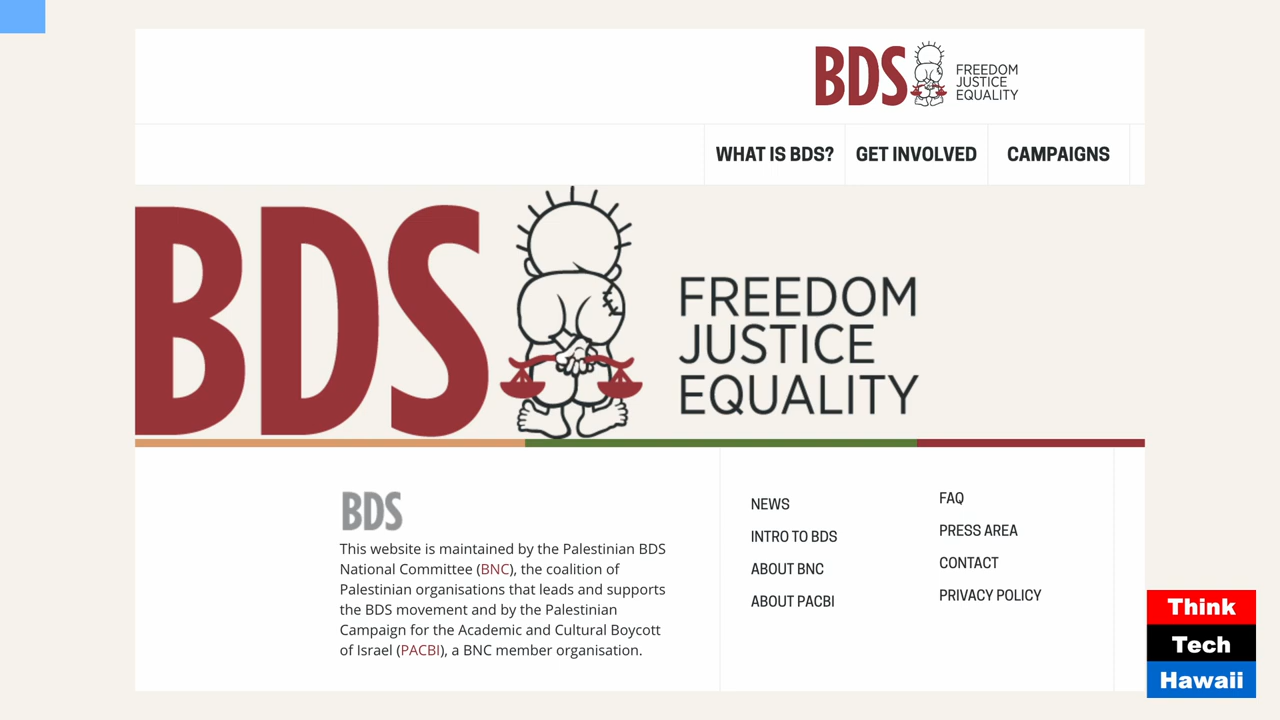 BDS
FREEDOM
JUSTICE
EQUALITY
WHAT IS BDS?
GET INVOLVED
CAMPAIGNS
BDS
FREEDOM
JUSTICE
EQUALITY
BDS
This website is maintained by the Palestinian BDS
National Committee (BNC), the coalition of
Palestinian organisations that leads and supports
the BDS movement and by the Palestinian
Campaign for the Academic and Cultural Boycott
of Israel (PACBI), a BNC member organisation.
NEWS
INTRO TO BDS
ABOUT BNC
ABOUT PACBI
FAQ
PRESS AREA
CONTACT
PRIVACY POLICY
Think
Tech
Hawaii